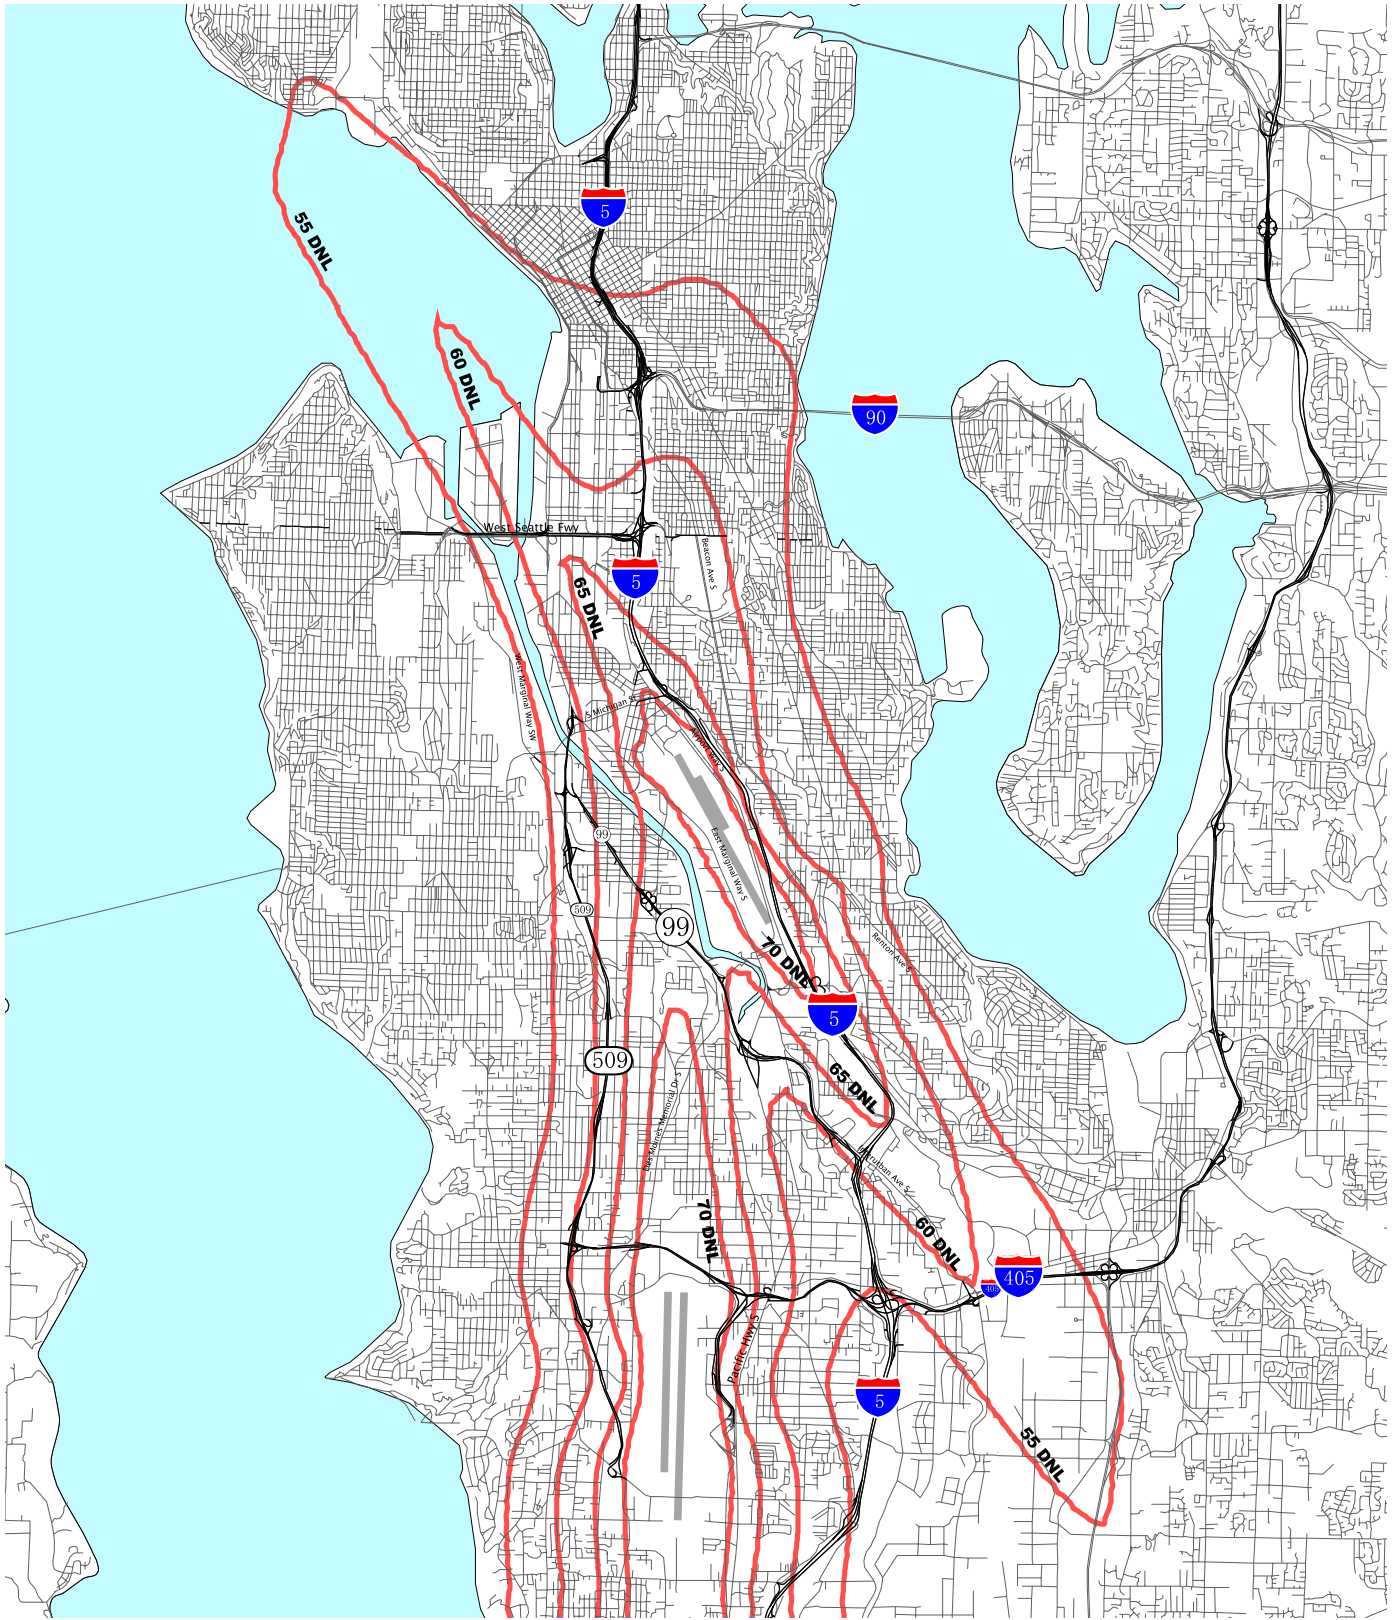 5
55 DNL
60 DNL
90
West Seattle Fwy
Beacon Ave S
5
65 DNL
West Marginal Way SW
S Michigan St
Airport Way S
99
East Marginal Way S
509
99
70 DNL
Renton Ave S
5
509
65 DNL
Des Moines Memorial Dr S
Interurban Ave S
70 DNL
60 DNL
405
405
Pacific Hwy S
5
55 DNL